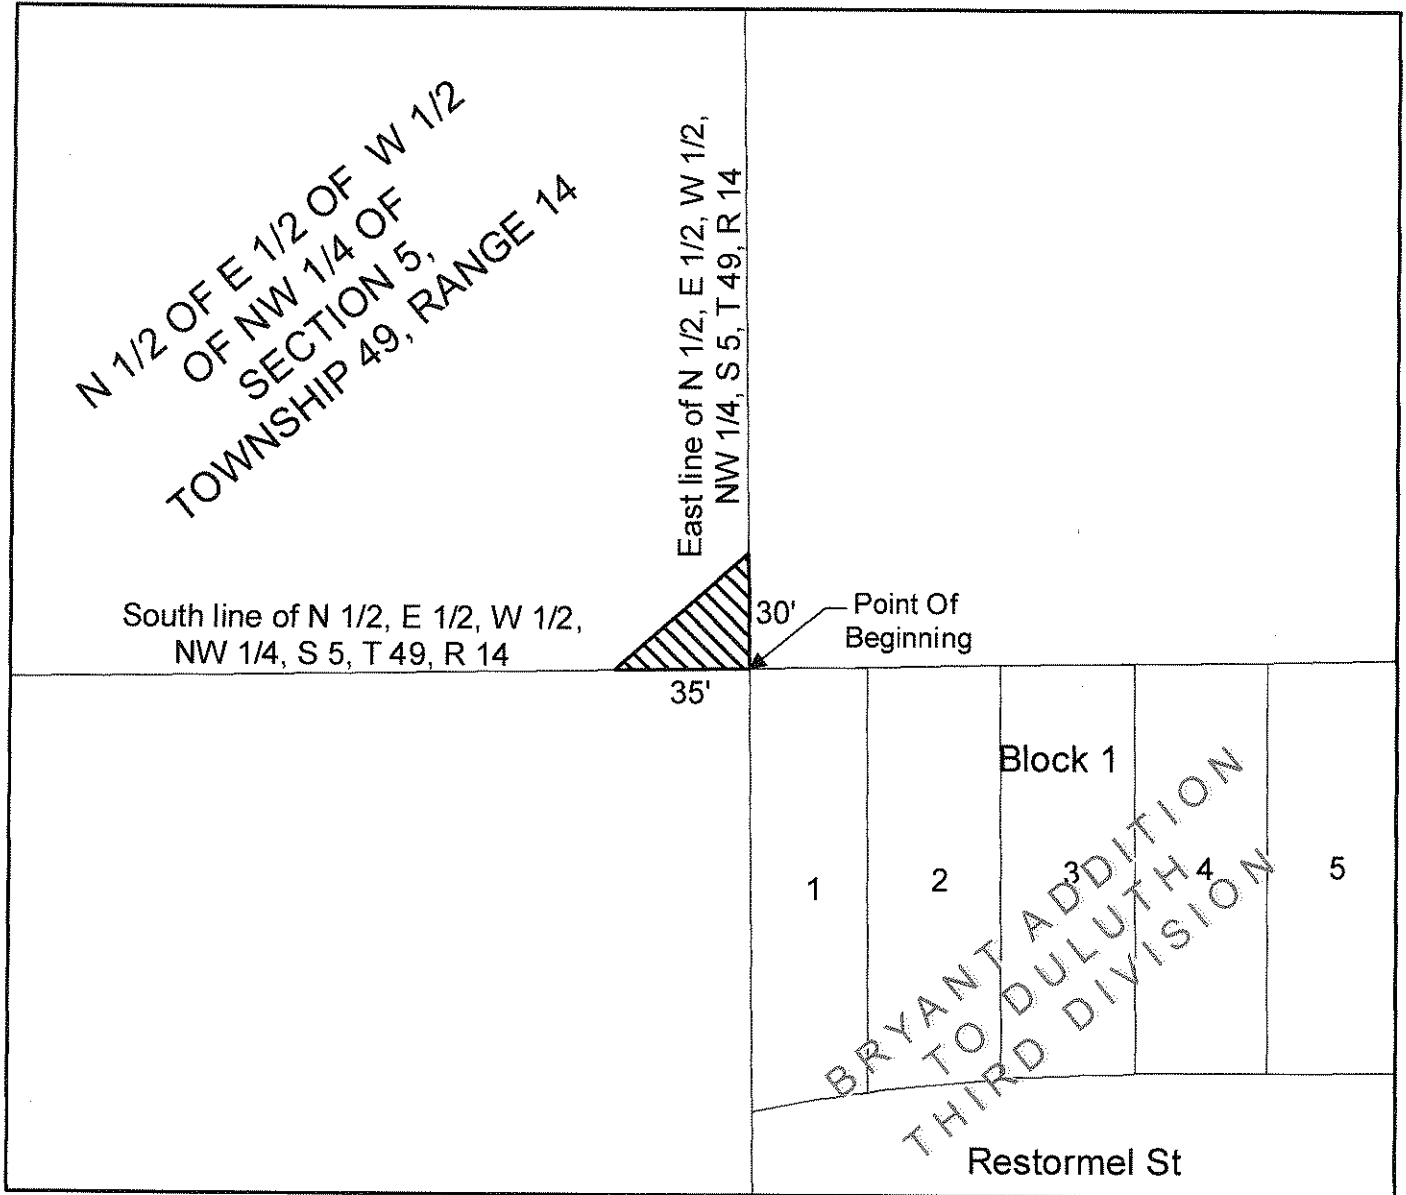 N 1/2 OF E 1/2 OF W 1/2
OF NW 1/4 OF
SECTION 5,
TOWNSHIP 49, RANGE 14
East line of N 1/2, E 1/2, W 1/2,
NW 1/4, S 5, T 49, R 14
South line of N 1/2, E 1/2, W 1/2,
NW 1/4, S 5, T 49, R 14
30'
Point Of
Beginning
35'
Block 1
1
2
3
4
5
BRYANT ADDITION
TO DULUTH
THIRD DIVISION
Restormel St